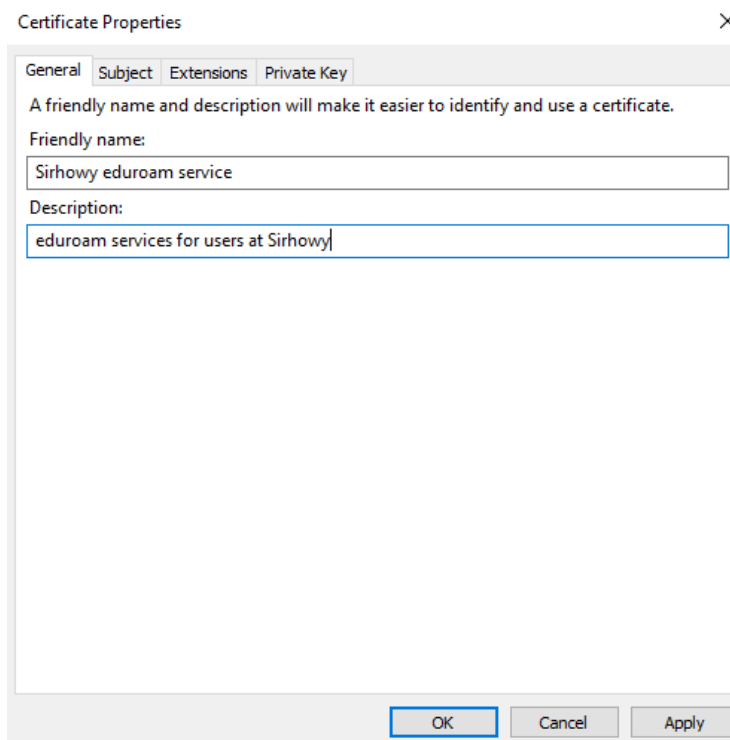 Certificate Properties
General Subject Extensions Private Key
A friendly name and description will make it easier to identify and use a certificate.
Friendly name:
Sirhowy eduroam service
Description:
eduroam services for users at Sirhowy
OK Cancel Apply